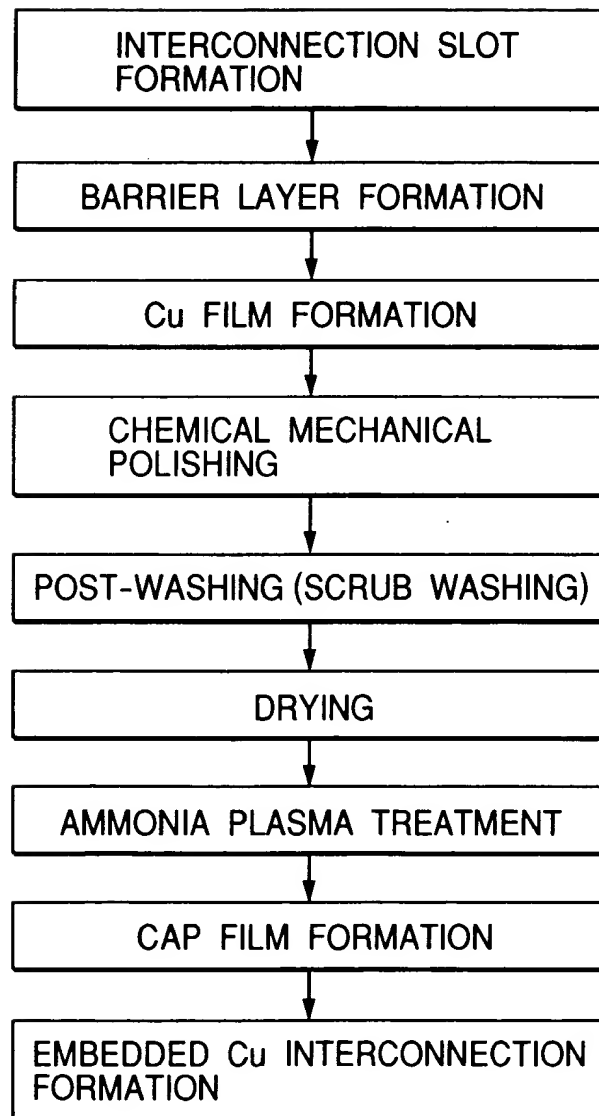 INTERCONNECTION SLOT
FORMATION
BARRIER LAYER FORMATION
Cu FILM FORMATION
CHEMICAL MECHANICAL
POLISHING
POST-WASHING (SCRUB WASHING)
DRYING
AMMONIA PLASMA TREATMENT
CAP FILM FORMATION
EMBEDDED Cu INTERCONNECTION
FORMATION